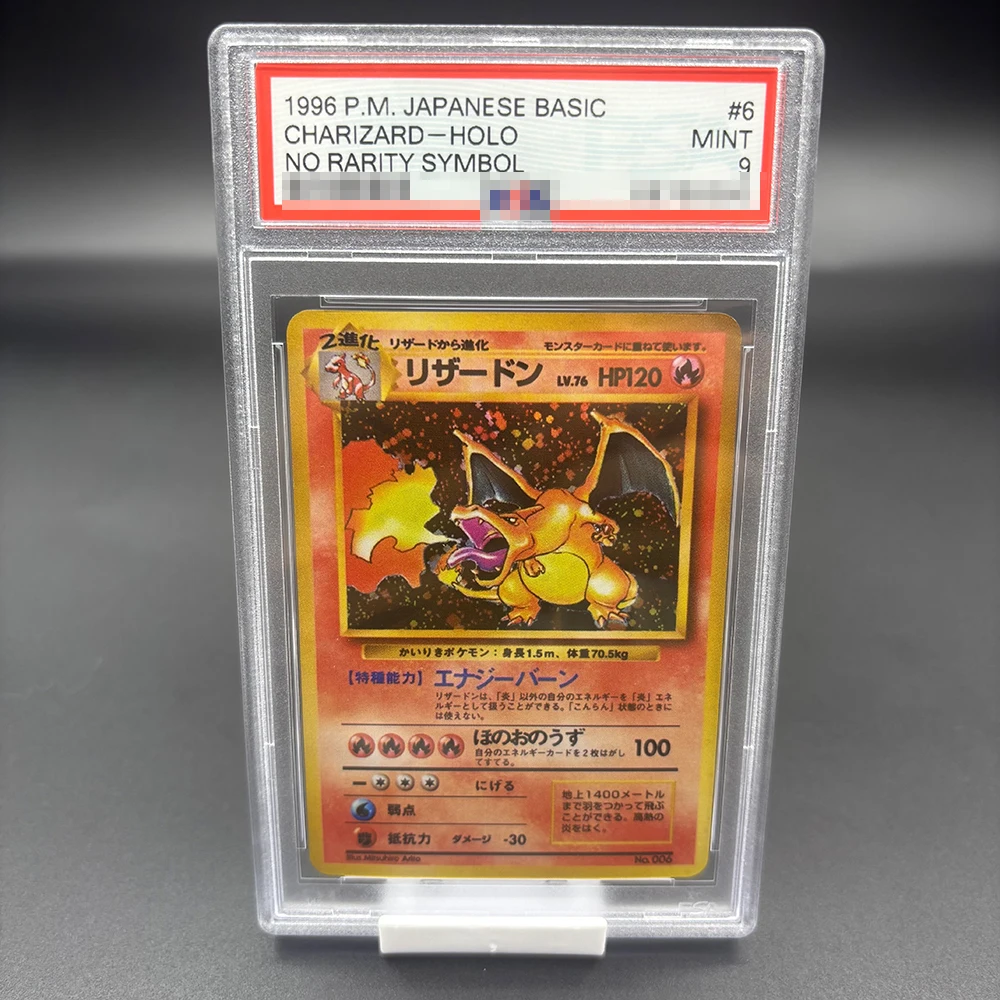 1996 P.M. JAPANESE BASIC #6
CHARIZARD-HOLO MINT
NO RARITY SYMBOL 9
2進化 リザードから進化 モンスターカードに重ねて使います。
リザードン LV.76 HP120
かいりきポケモン：身長1.5m、体重70.5kg
【特種能力】エナジーバーン
リザードンは、「炎」以外の自分のエネルギーを「炎」エネ
ルギーとして扱うことができる。「こんらん」状態のときに
は使えない。
ほのおのうず 100
自分のエネルギーカードを2枚はがし
てすてる。
にげる
弱点
抵抗力 ダメージ -30
地上1400メートル
まで羽をつかって飛ぶ
ことができる。高熱の
炎をはく。
Illus. Mitsuhiro Arita No. 006